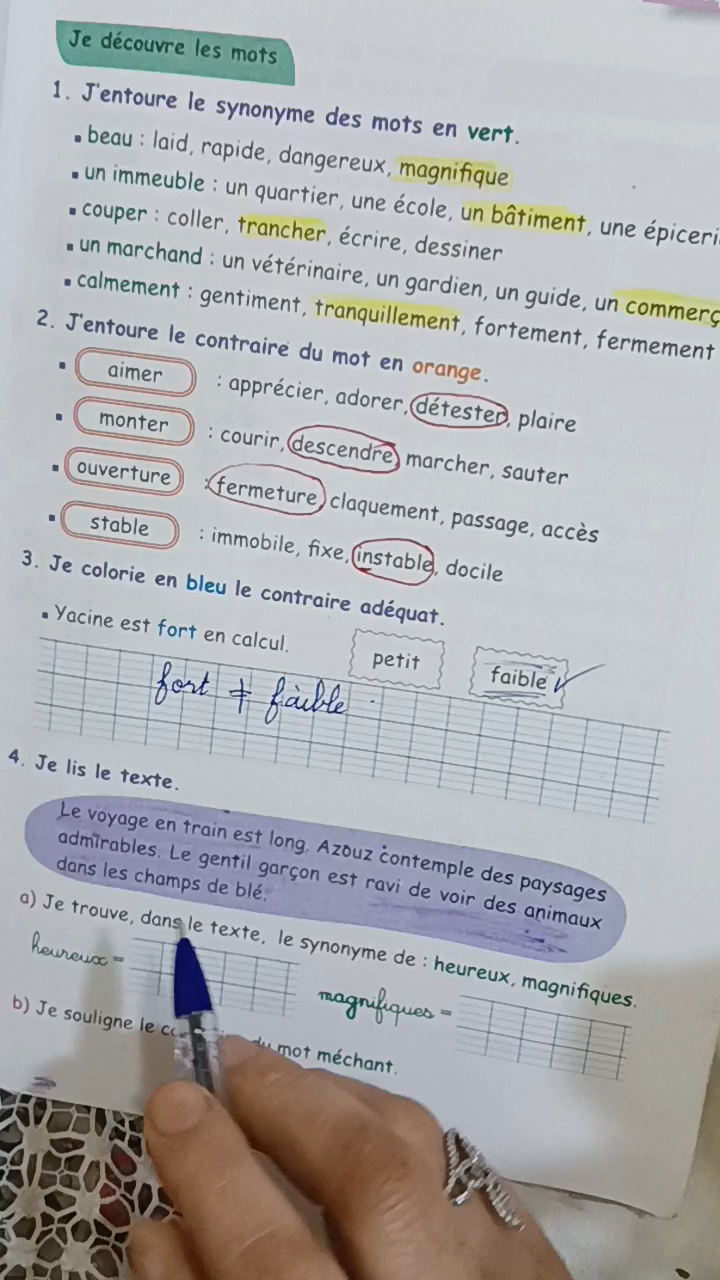 Je découvre les mots
1. J'entoure le synonyme des mots en vert.
beau : laid, rapide, dangereux, magnifique
un immeuble : un quartier, une école, un bâtiment, une épiceri
couper : coller, trancher, écrire, dessiner
un marchand : un vétérinaire, un gardien, un guide, un commerç
calmement : gentiment, tranquillement, fortement, fermement
2. J'entoure le contraire du mot en orange.
aimer : apprécier, adorer, détester, plaire
monter : courir, descendre, marcher, sauter
ouverture : fermeture, claquement, passage, accès
stable : immobile, fixe, instable, docile
3. Je colorie en bleu le contraire adéquat.
Yacine est fort en calcul. petit faible
fort ≠ faible
4. Je lis le texte.
Le voyage en train est long. Azouz contemple des paysages
admirables. Le gentil garçon est ravi de voir des animaux
dans les champs de blé.
a) Je trouve, dans le texte, le synonyme de : heureux, magnifiques.
heureux = magnifiques =
b) Je souligne le du mot méchant.